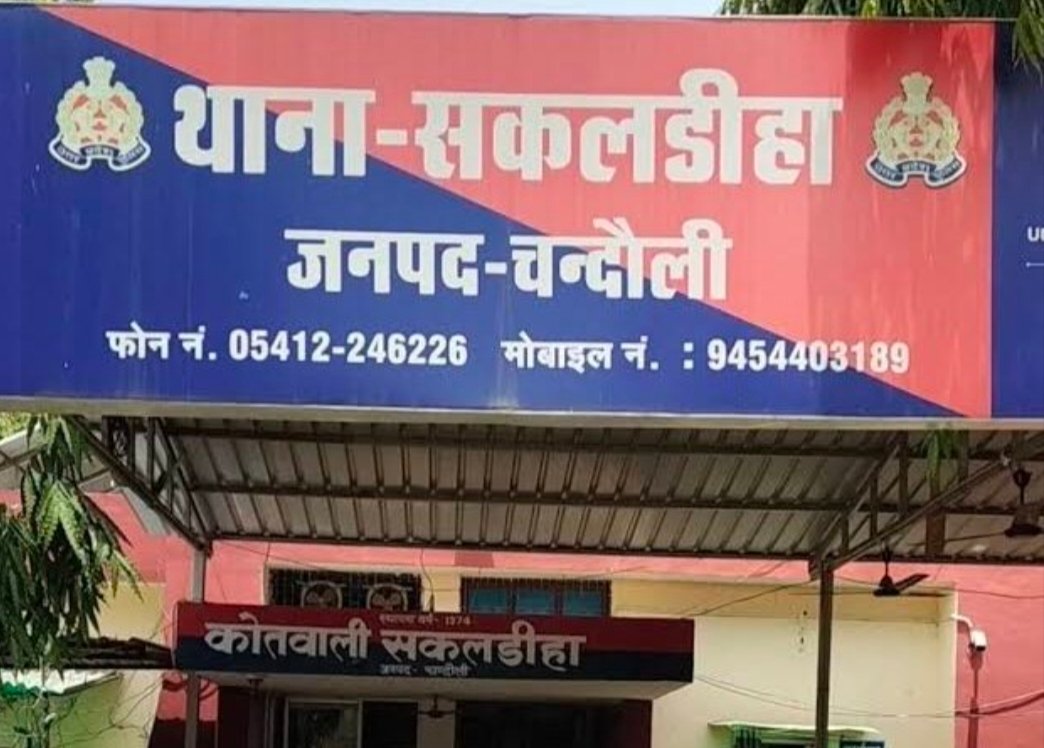 थाना-सकलडीहा
जनपद-चन्दौली
फोन नं. 05412-246226 मोबाइल नं. : 9454403189
कोतवाली सकलडीहा